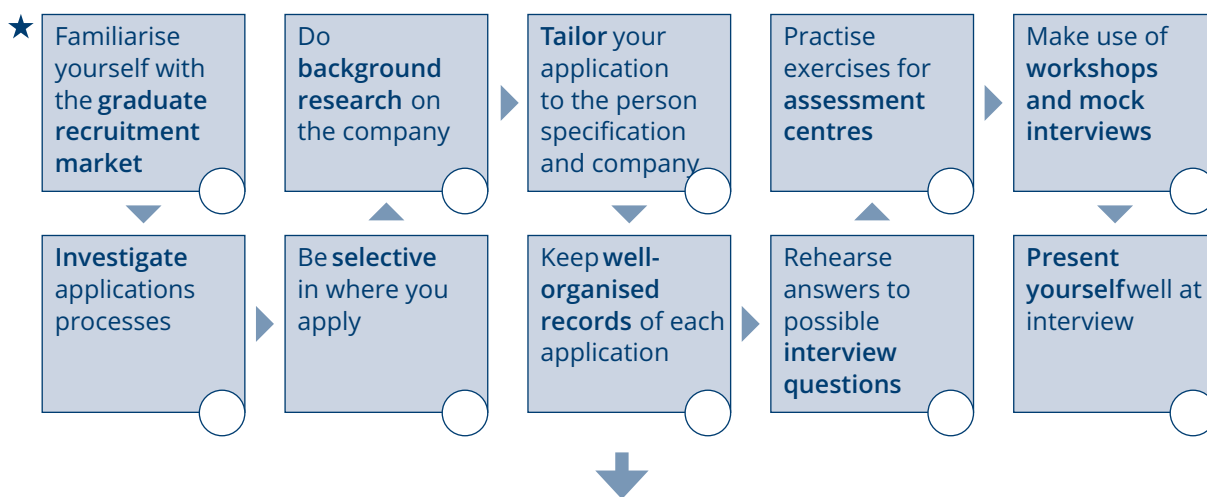 Familiarise
yourself with
the graduate
recruitment
market
Investigate
applications
processes
Be selective
in where you
apply
Do
background
research on
the company
Tailor your
application
to the person
specification
and company
Keep well-
organised
records of each
application
Rehearse
answers to
possible
interview
questions
Practise
exercises for
assessment
centres
Make use of
workshops
and mock
interviews
Present
yourself well at
interview